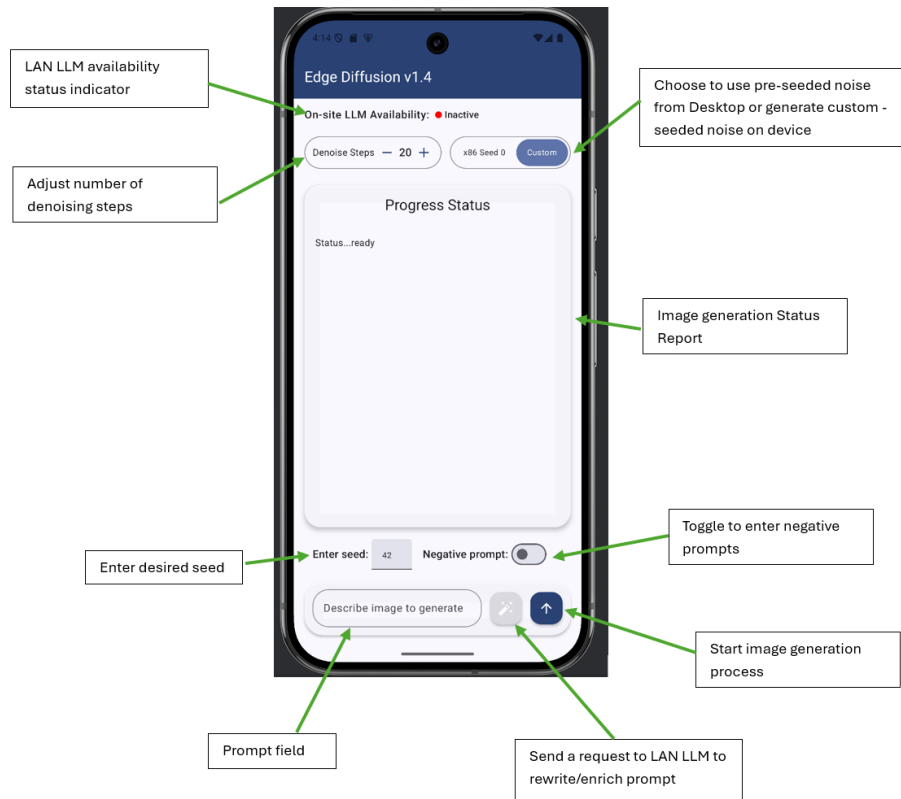 4:14
Edge Diffusion v1.4
LAN LLM availability
status indicator
On-site LLM Availability: Inactive
Choose to use pre-seeded noise
from Desktop or generate custom -
seeded noise on device
Denoise Steps − 20 +
x86 Seed 0
Custom
Adjust number of
denoising steps
Progress Status
Status...ready
Image generation Status
Report
Toggle to enter negative
prompts
Enter desired seed
Enter seed: 42
Negative prompt:
Describe image to generate
Start image generation
process
Prompt field
Send a request to LAN LLM to
rewrite/enrich prompt